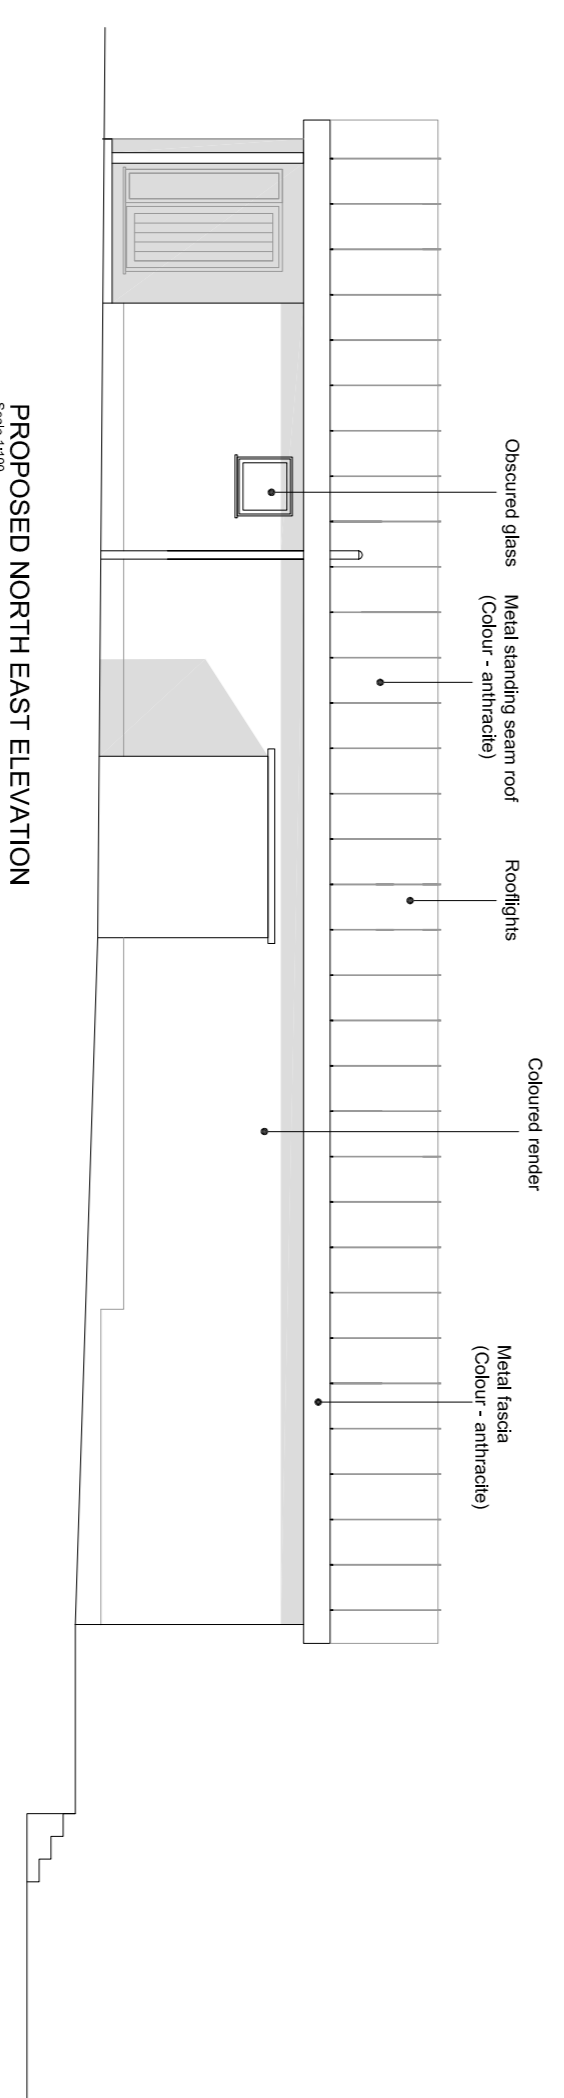 Obscured glass
Metal standing seam roof
(Colour - anthracite)
Rooflights
Coloured render
Metal fascia
(Colour - anthracite)
PROPOSED NORTH EAST ELEVATION